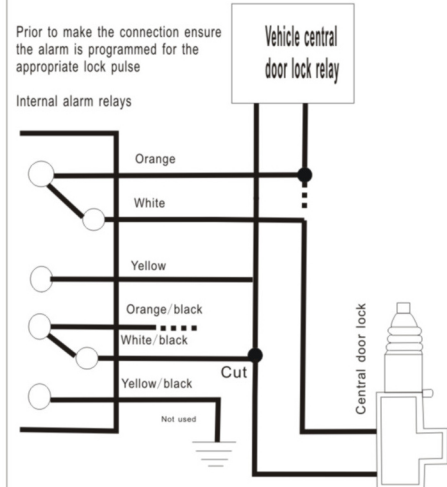 Prior to make the connection ensure
the alarm is programmed for the
appropriate lock pulse
Internal alarm relays
Vehicle central
door lock relay
Orange
White
Yellow
Orange/black
White/black
Cut
Yellow/black
Not used
Central door lock